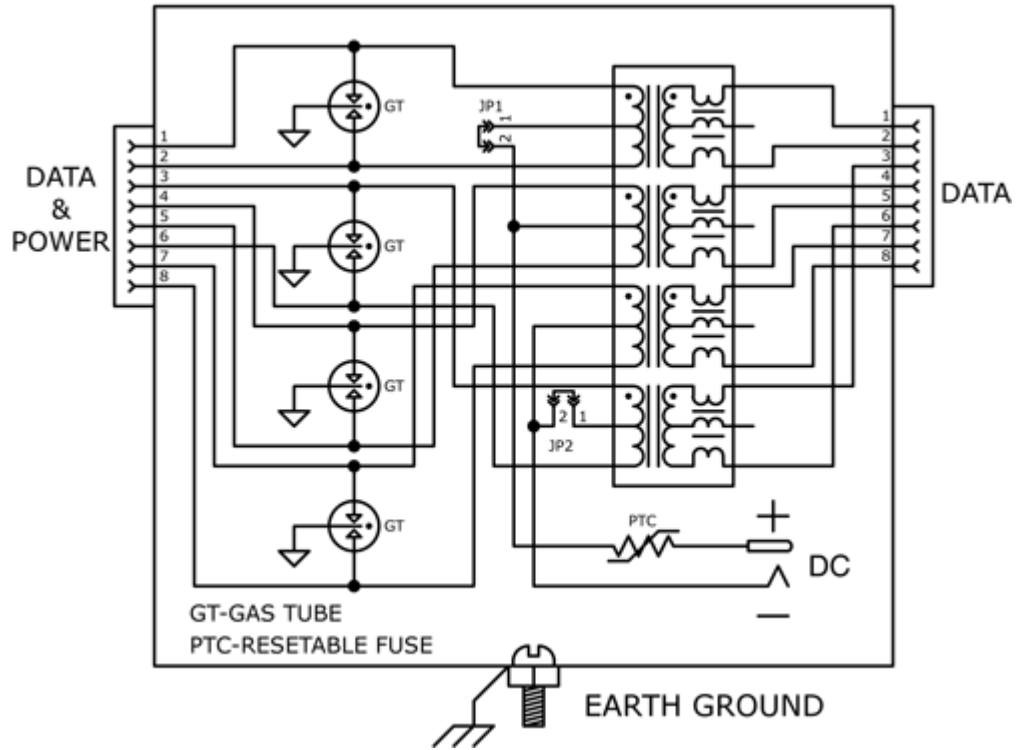 DATA
&
POWER
1
2
3
4
5
6
7
8
GT
GT
GT
GT
JP1
1
2
2
1
JP2
1
2
3
4
5
6
7
8
DATA
PTC
+
DC
—
GT-GAS TUBE
PTC-RESETABLE FUSE
EARTH GROUND